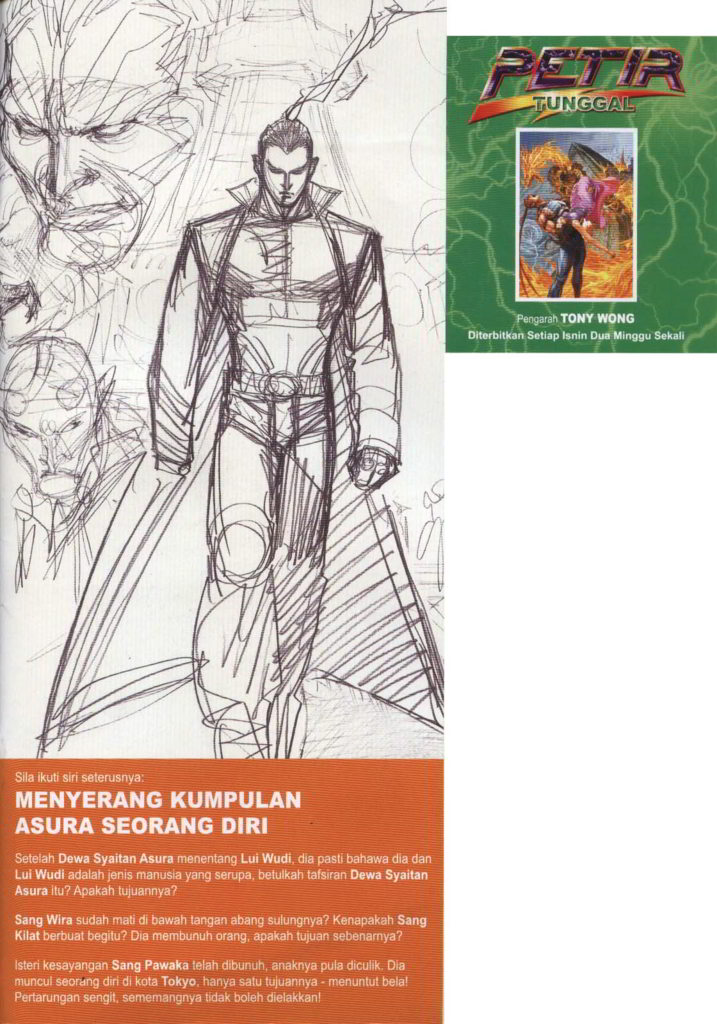 Sila ikuti siri seterusnya:
MENYERANG KUMPULAN
ASURA SEORANG DIRI
Setelah Dewa Syaitan Asura menentang Lui Wudi, dia pasti bahawa dia dan
Lui Wudi adalah jenis manusia yang serupa, betulkah tafsiran Dewa Syaitan
Asura itu? Apakah tujuannya?
Sang Wira sudah mati di bawah tangan abang sulungnya? Kenapakah Sang
Kilat berbuat begitu? Dia membunuh orang, apakah tujuan sebenarnya?
Isteri kesayangan Sang Pawaka telah dibunuh, anaknya pula diculik. Dia
muncul seorang diri di kota Tokyo, hanya satu tujuannya - menuntut bela!
Pertarungan sengit, sememangnya tidak boleh dielakkan!
PETIR
TUNGGAL
Pengarah TONY WONG
Diterbitkan Setiap Isnin Dua Minggu Sekali